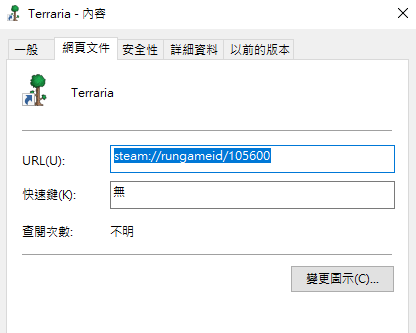 Terraria - 內容
一般 網頁文件 安全性 詳細資料 以前的版本
Terraria
URL(U): steam://rungameid/105600
快速鍵(K): 無
查閱次數: 不明
變更圖示(C)...